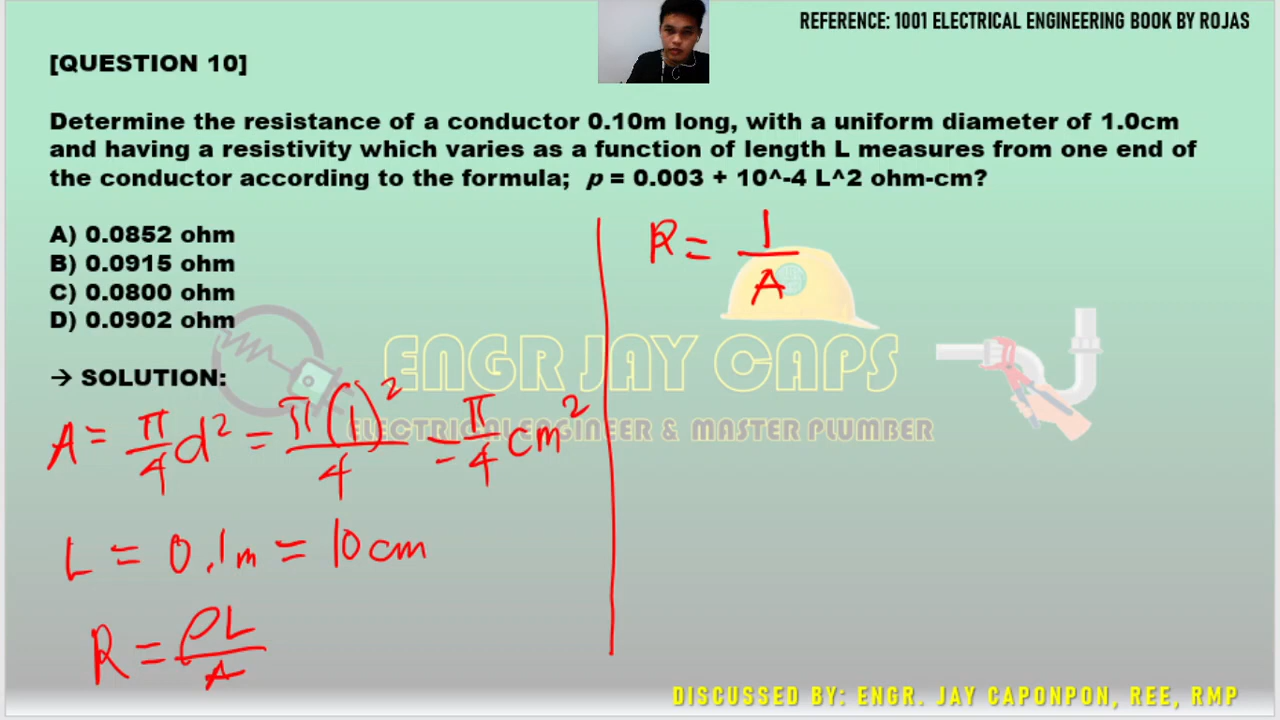 REFERENCE: 1001 ELECTRICAL ENGINEERING BOOK BY ROJAS
[QUESTION 10]
Determine the resistance of a conductor 0.10m long, with a uniform diameter of 1.0cm
and having a resistivity which varies as a function of length L measures from one end of
the conductor according to the formula; p = 0.003 + 10^-4 L^2 ohm-cm?
A) 0.0852 ohm
B) 0.0915 ohm
C) 0.0800 ohm
D) 0.0902 ohm
→ SOLUTION:
A = π/4 d² = π(1)²/4 = π/4 cm²
L = 0.1m = 10cm
R = ρL/A
R = 1/A
ENGR JAY CAPS
ELECTRICAL ENGINEER & MASTER PLUMBER
DISCUSSED BY: ENGR. JAY CAPONPON, REE, RMP